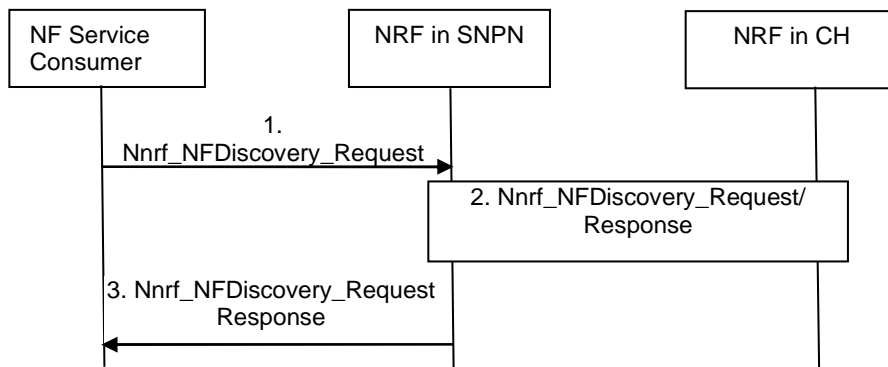 NF Service
Consumer
NRF in SNPN
NRF in CH
1.
Nnrf_NFDiscovery_Request
2. Nnrf_NFDiscovery_Request/
Response
3. Nnrf_NFDiscovery_Request
Response